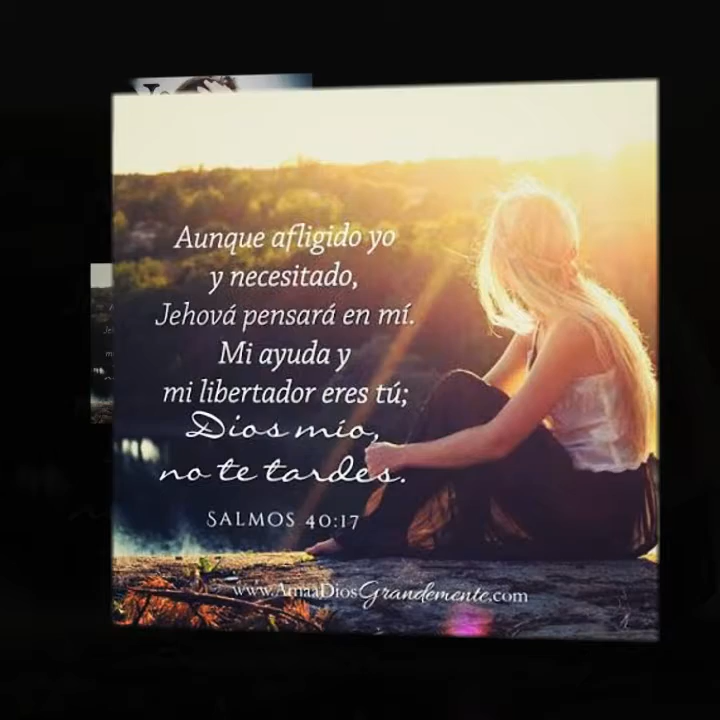 Aunque afligido yo
y necesitado,
Jehová pensará en mí.
Mi ayuda y
mi libertador eres tú;
Dios mío,
no te tardes.
SALMOS 40:17
www.AmaaDiosGrandemente.com